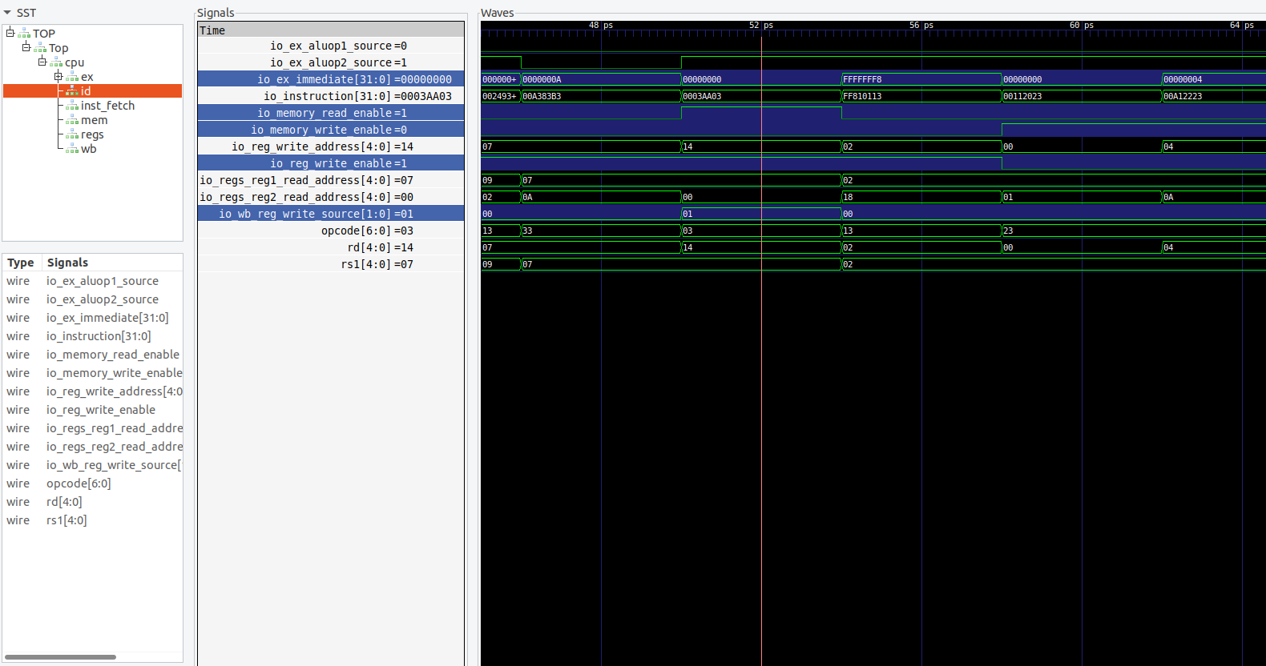 SST
TOP
Top
cpu
ex
id
inst_fetch
mem
regs
wb
Type Signals
wire io_ex_aluop1_source
wire io_ex_aluop2_source
wire io_ex_immediate[31:0]
wire io_instruction[31:0]
wire io_memory_read_enable
wire io_memory_write_enable
wire io_reg_write_address[4:0
wire io_reg_write_enable
wire io_regs_reg1_read_addre
wire io_regs_reg2_read_addre
wire io_wb_reg_write_source[
wire opcode[6:0]
wire rd[4:0]
wire rs1[4:0]
Signals
Time
io_ex_aluop1_source=0
io_ex_aluop2_source=1
io_ex_immediate[31:0]=00000000
io_instruction[31:0]=0003AA03
io_memory_read_enable=1
io_memory_write_enable=0
io_reg_write_address[4:0]=14
io_reg_write_enable=1
io_regs_reg1_read_address[4:0]=07
io_regs_reg2_read_address[4:0]=00
io_wb_reg_write_source[1:0]=01
opcode[6:0]=03
rd[4:0]=14
rs1[4:0]=07
Waves
48 ps 52 ps 56 ps 60 ps 64 ps
000000+ 0000000A 00000000 FFFFFFF8 00000000 00000004
002493+ 00A383B3 0003AA03 FF810113 00112023 00A12223
07 14 02 00 04
09 07 02
02 0A 00 18 01 0A
00 01 00
13 33 03 13 23
07 14 02 00 04
09 07 02